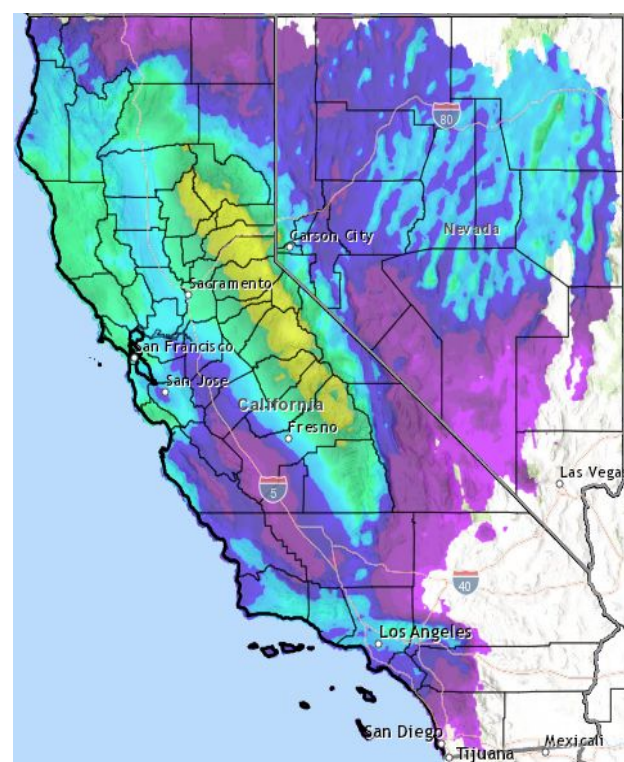 80
Nevada
Carson City
Sacramento
San Francisco
San Jose
California
Fresno
Las Vegas
5
40
Los Angeles
San Diego
Mexicali
Tijuana